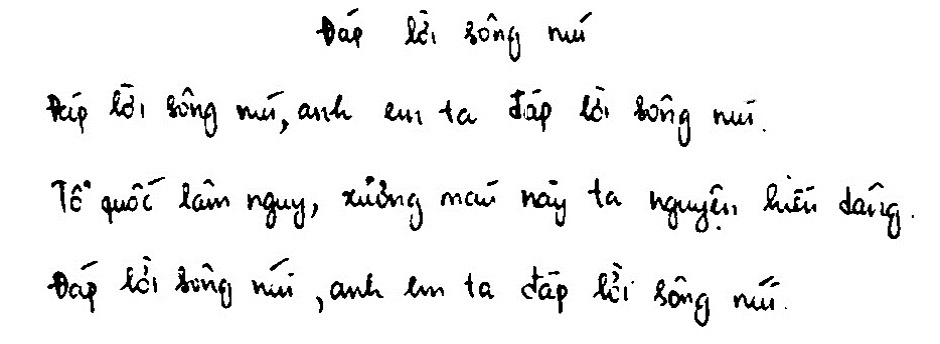 Đáp lời sông núi
Đáp lời sông núi, anh em ta đáp lời sông núi.
Tổ quốc lâm nguy, xương máu này ta nguyện hiến dâng.
Đáp lời sông núi, anh em ta đáp lời sông núi.